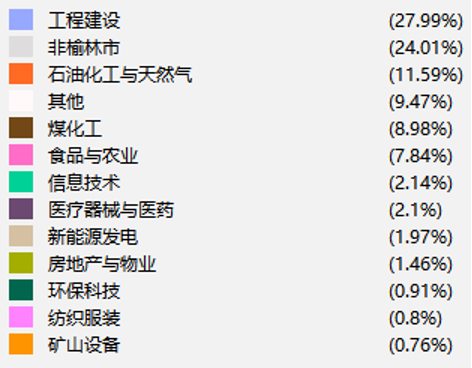 工程建设 (27.99%)
非榆林市 (24.01%)
石油化工与天然气 (11.59%)
其他 (9.47%)
煤化工 (8.98%)
食品与农业 (7.84%)
信息技术 (2.14%)
医疗器械与医药 (2.1%)
新能源发电 (1.97%)
房地产与物业 (1.46%)
环保科技 (0.91%)
纺织服装 (0.8%)
矿山设备 (0.76%)